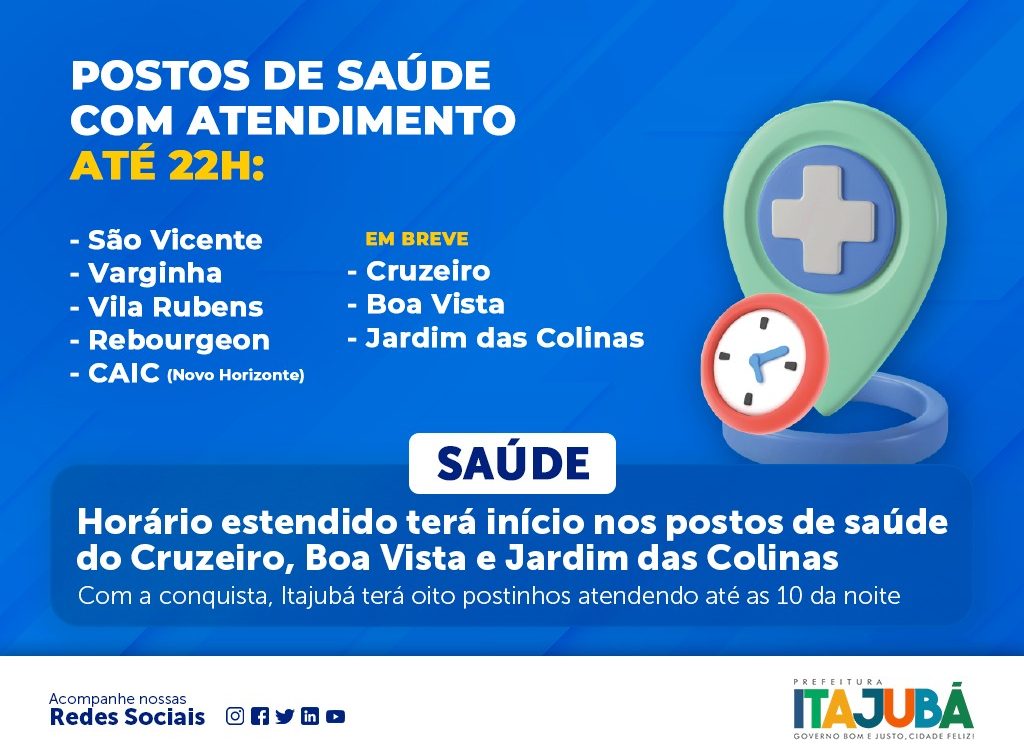 POSTOS DE SAÚDE
COM ATENDIMENTO
ATÉ 22H:
- São Vicente
- Varginha
- Vila Rubens
- Rebourgeon
- CAIC (Novo Horizonte)
EM BREVE
- Cruzeiro
- Boa Vista
- Jardim das Colinas
SAÚDE
Horário estendido terá início nos postos de saúde
do Cruzeiro, Boa Vista e Jardim das Colinas
Com a conquista, Itajubá terá oito postinhos atendendo até as 10 da noite
Acompanhe nossas
Redes Sociais
PREFEITURA
ITAJUBÁ
GOVERNO BOM E JUSTO, CIDADE FELIZ!